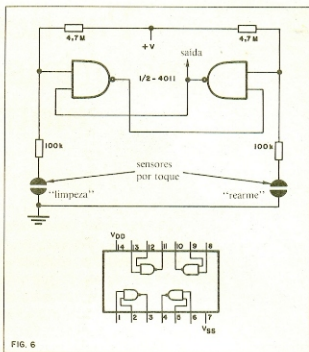 4,7M
4,7M
+V
saída
1/2-4011
100k
100k
sensores
por toque
"limpeza"
"rearme"
VDD
14 13 12 11 10 9 8
1 2 3 4 5 6 7
VSS
FIG. 6